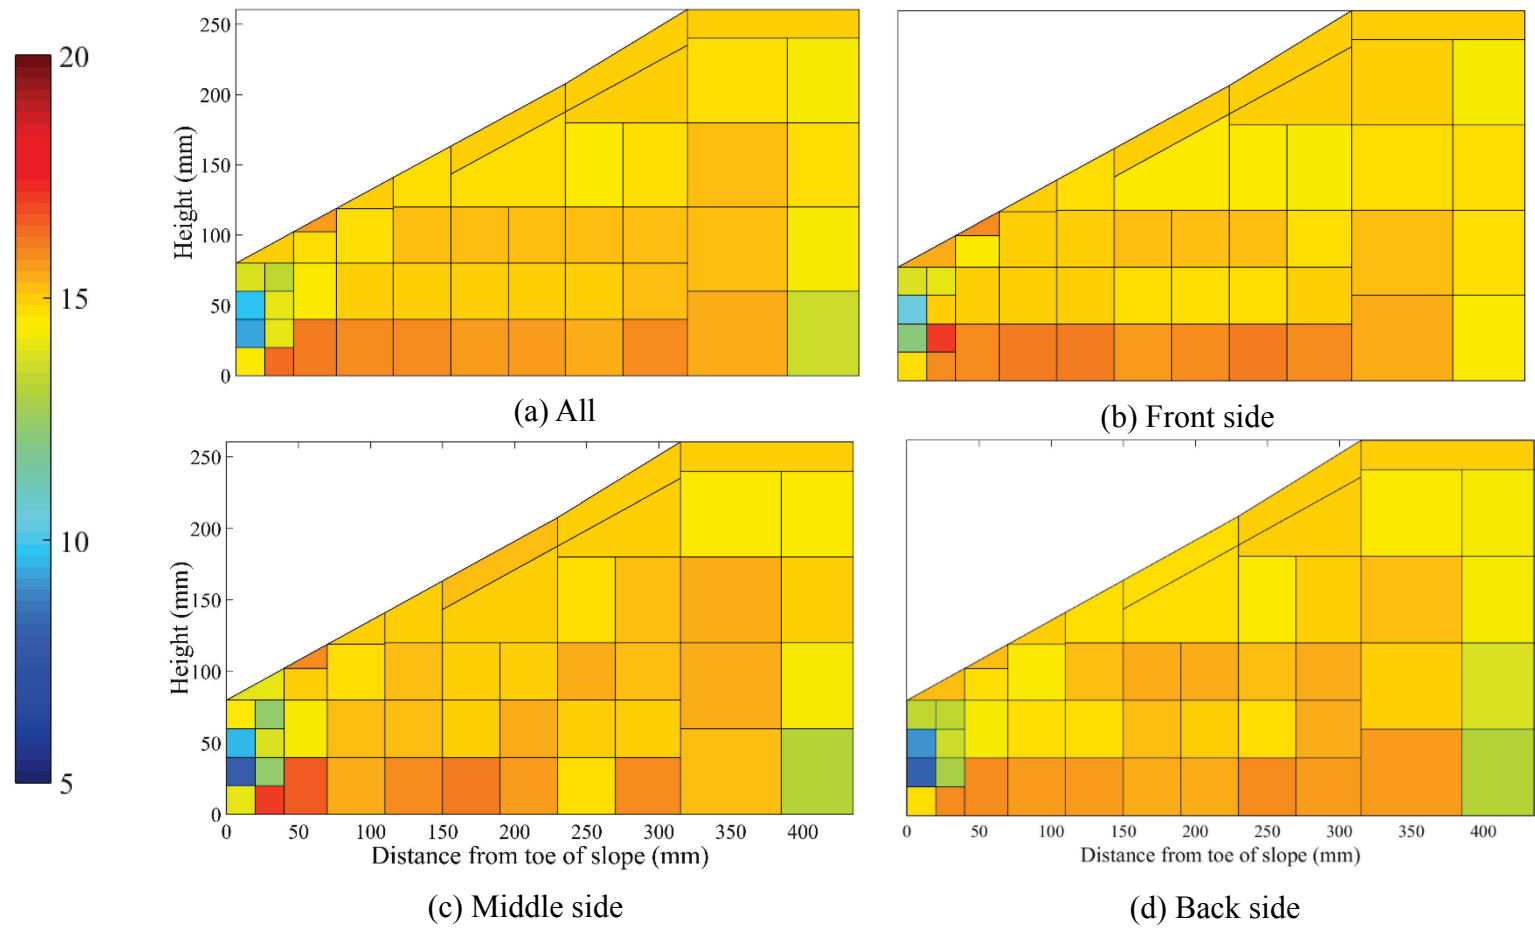 20
15
10
5
Height (mm)
250
200
150
100
50
0
(a) All
(b) Front side
Height (mm)
250
200
150
100
50
0
0 50 100 150 200 250 300 350 400
Distance from toe of slope (mm)
(c) Middle side
0 50 100 150 200 250 300 350 400
Distance from toe of slope (mm)
(d) Back side